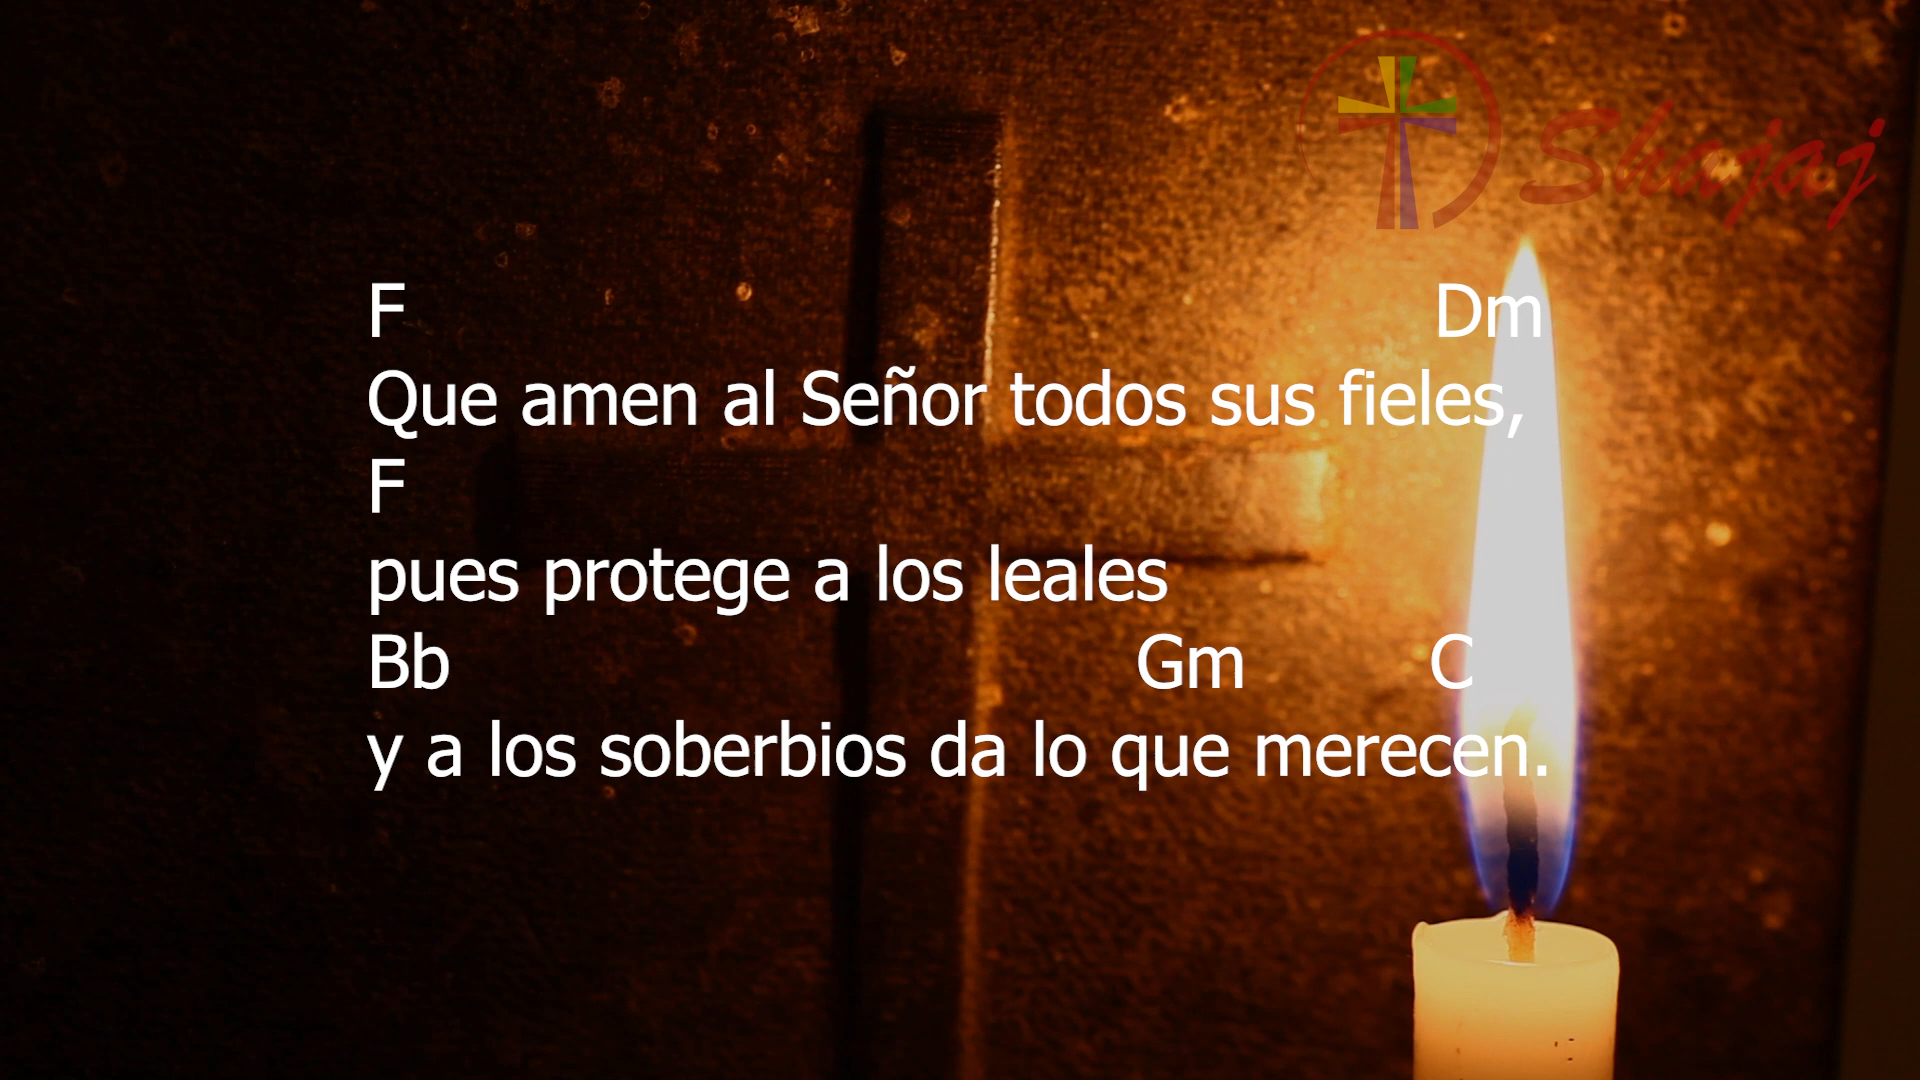 Shajaj
F Dm
Que amen al Señor todos sus fieles,
F
pues protege a los leales
Bb Gm C
y a los soberbios da lo que merecen.